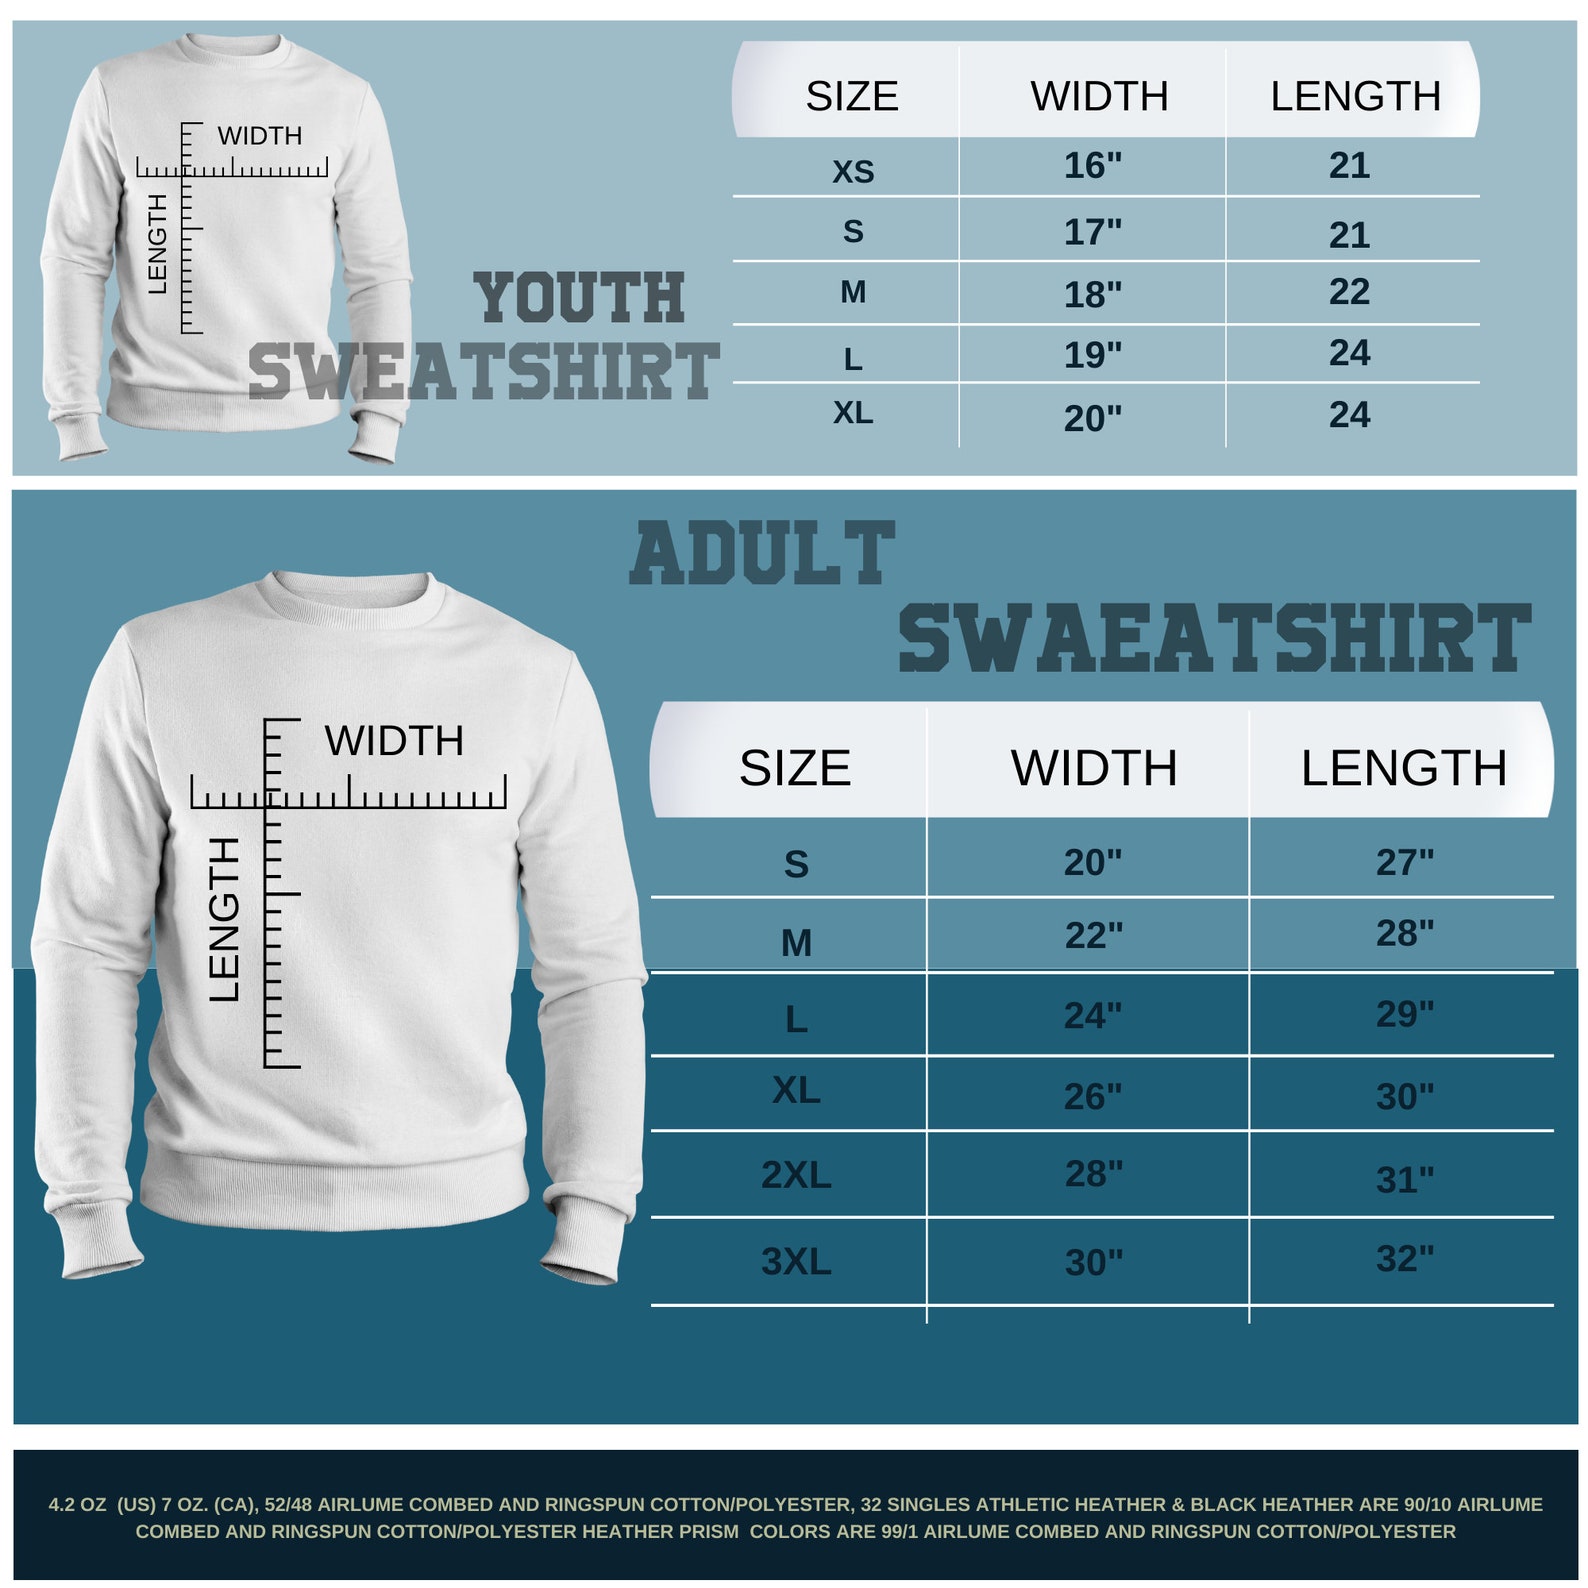 WIDTH
LENGTH
YOUTH
SWEATSHIRT
SIZE WIDTH LENGTH
XS 16" 21
S 17" 21
M 18" 22
L 19" 24
XL 20" 24
ADULT
SWAEATSHIRT
WIDTH
LENGTH
SIZE WIDTH LENGTH
S 20" 27"
M 22" 28"
L 24" 29"
XL 26" 30"
2XL 28" 31"
3XL 30" 32"
4.2 OZ (US) 7 OZ. (CA), 52/48 AIRLUME COMBED AND RINGSPUN COTTON/POLYESTER, 32 SINGLES ATHLETIC HEATHER & BLACK HEATHER ARE 90/10 AIRLUME
COMBED AND RINGSPUN COTTON/POLYESTER HEATHER PRISM COLORS ARE 99/1 AIRLUME COMBED AND RINGSPUN COTTON/POLYESTER